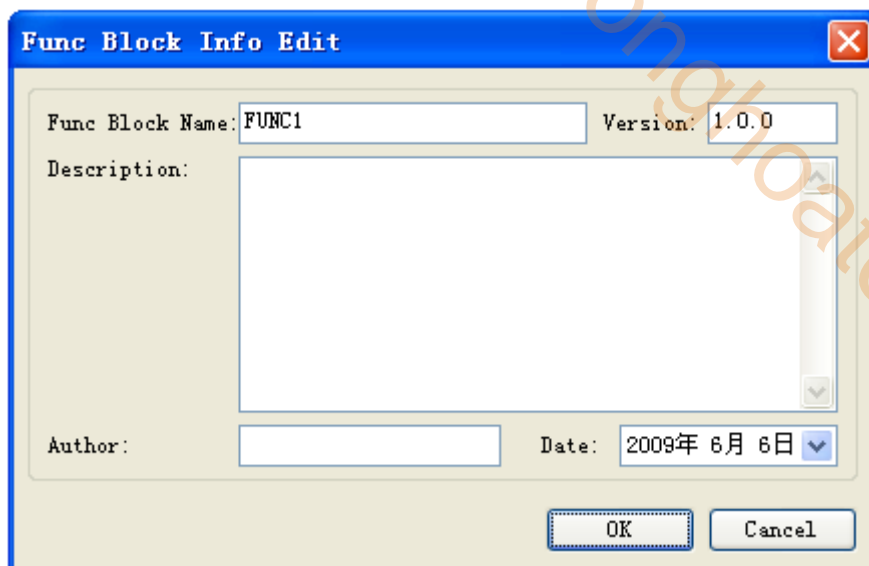 Func Block Info Edit
Func Block Name: FUNC1 Version: 1.0.0
Description:
Author: Date: 2009年 6月 6日
OK Cancel